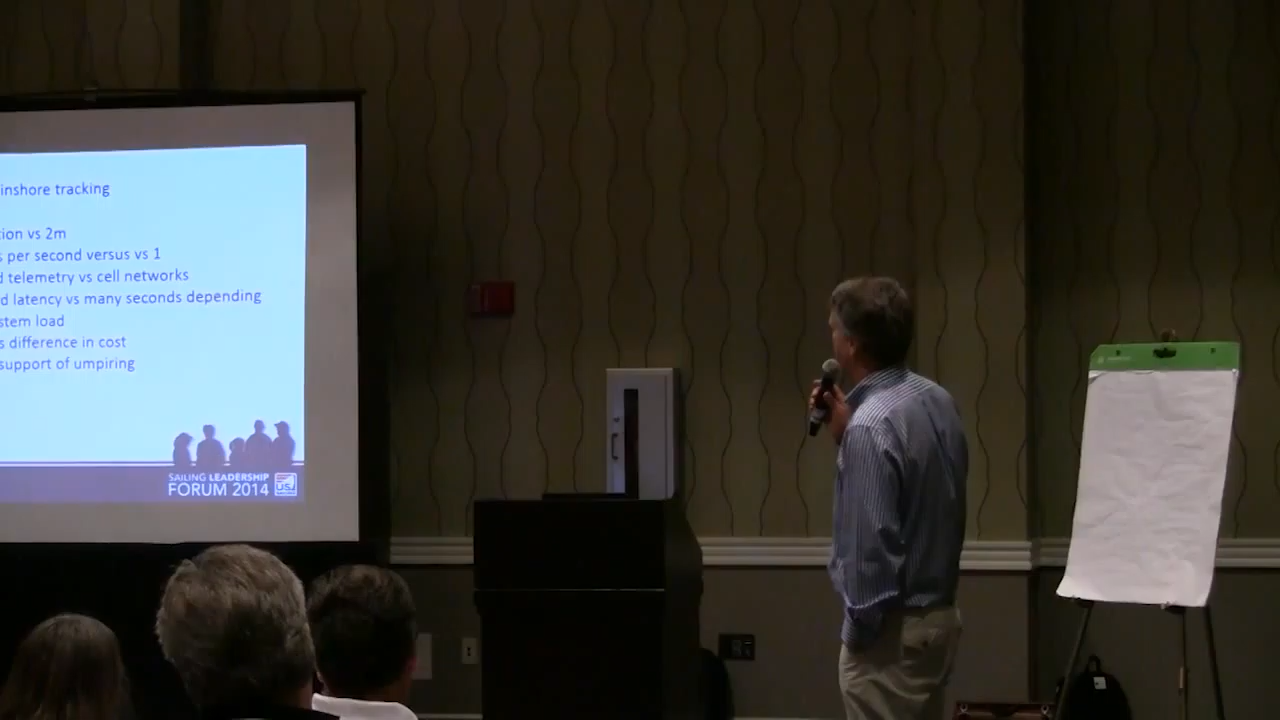 inshore tracking
ion vs 2m
s per second versus vs 1
d telemetry vs cell networks
d latency vs many seconds depending
stem load
s difference in cost
support of umpiring
SAILING LEADERSHIP
FORUM 2014